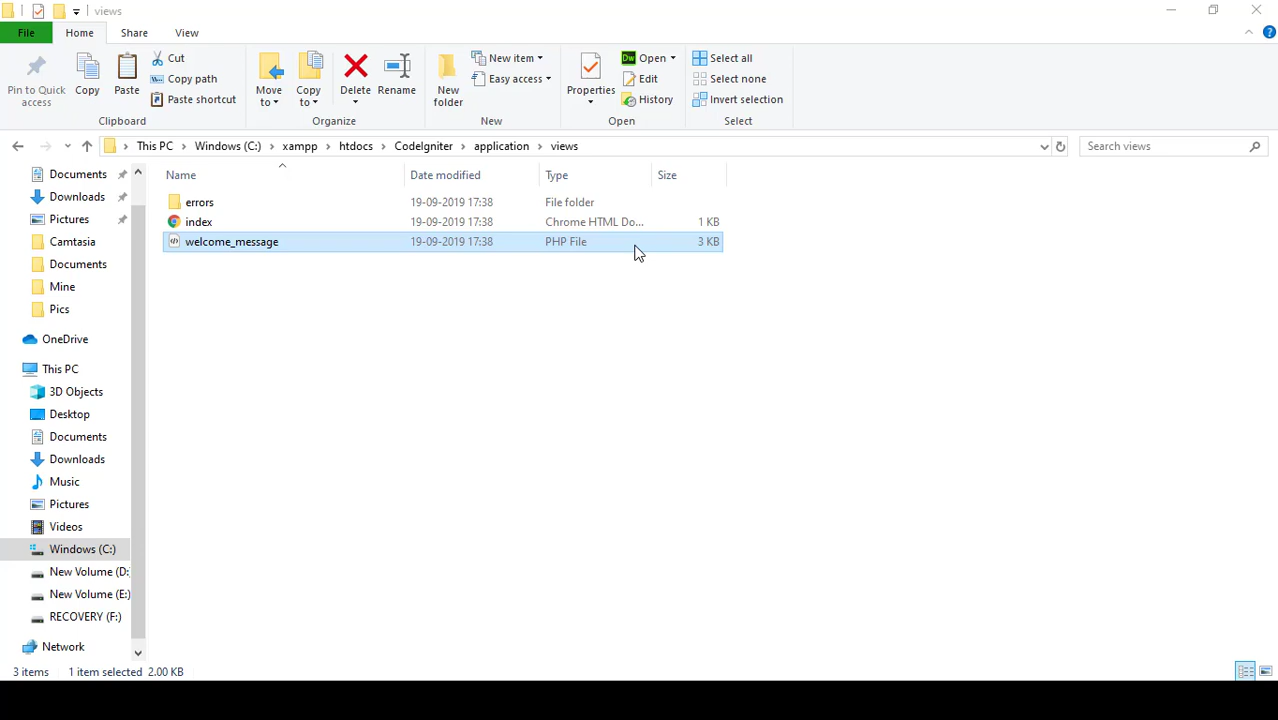 views
File Home Share View
Pin to Quick access
Copy
Paste
Cut
Copy path
Paste shortcut
Clipboard
Move to
Copy to
Delete
Rename
Organize
New folder
New item
Easy access
New
Properties
Dw Open
Edit
History
Open
Select all
Select none
Invert selection
Select
This PC > Windows (C:) > xampp > htdocs > CodeIgniter > application > views
Search views
Name Date modified Type Size
errors 19-09-2019 17:38 File folder
index 19-09-2019 17:38 Chrome HTML Do... 1 KB
welcome_message 19-09-2019 17:38 PHP File 3 KB
Documents
Downloads
Pictures
Camtasia
Documents
Mine
Pics
OneDrive
This PC
3D Objects
Desktop
Documents
Downloads
Music
Pictures
Videos
Windows (C:)
New Volume (D:
New Volume (E:)
RECOVERY (F:)
Network
3 items 1 item selected 2.00 KB